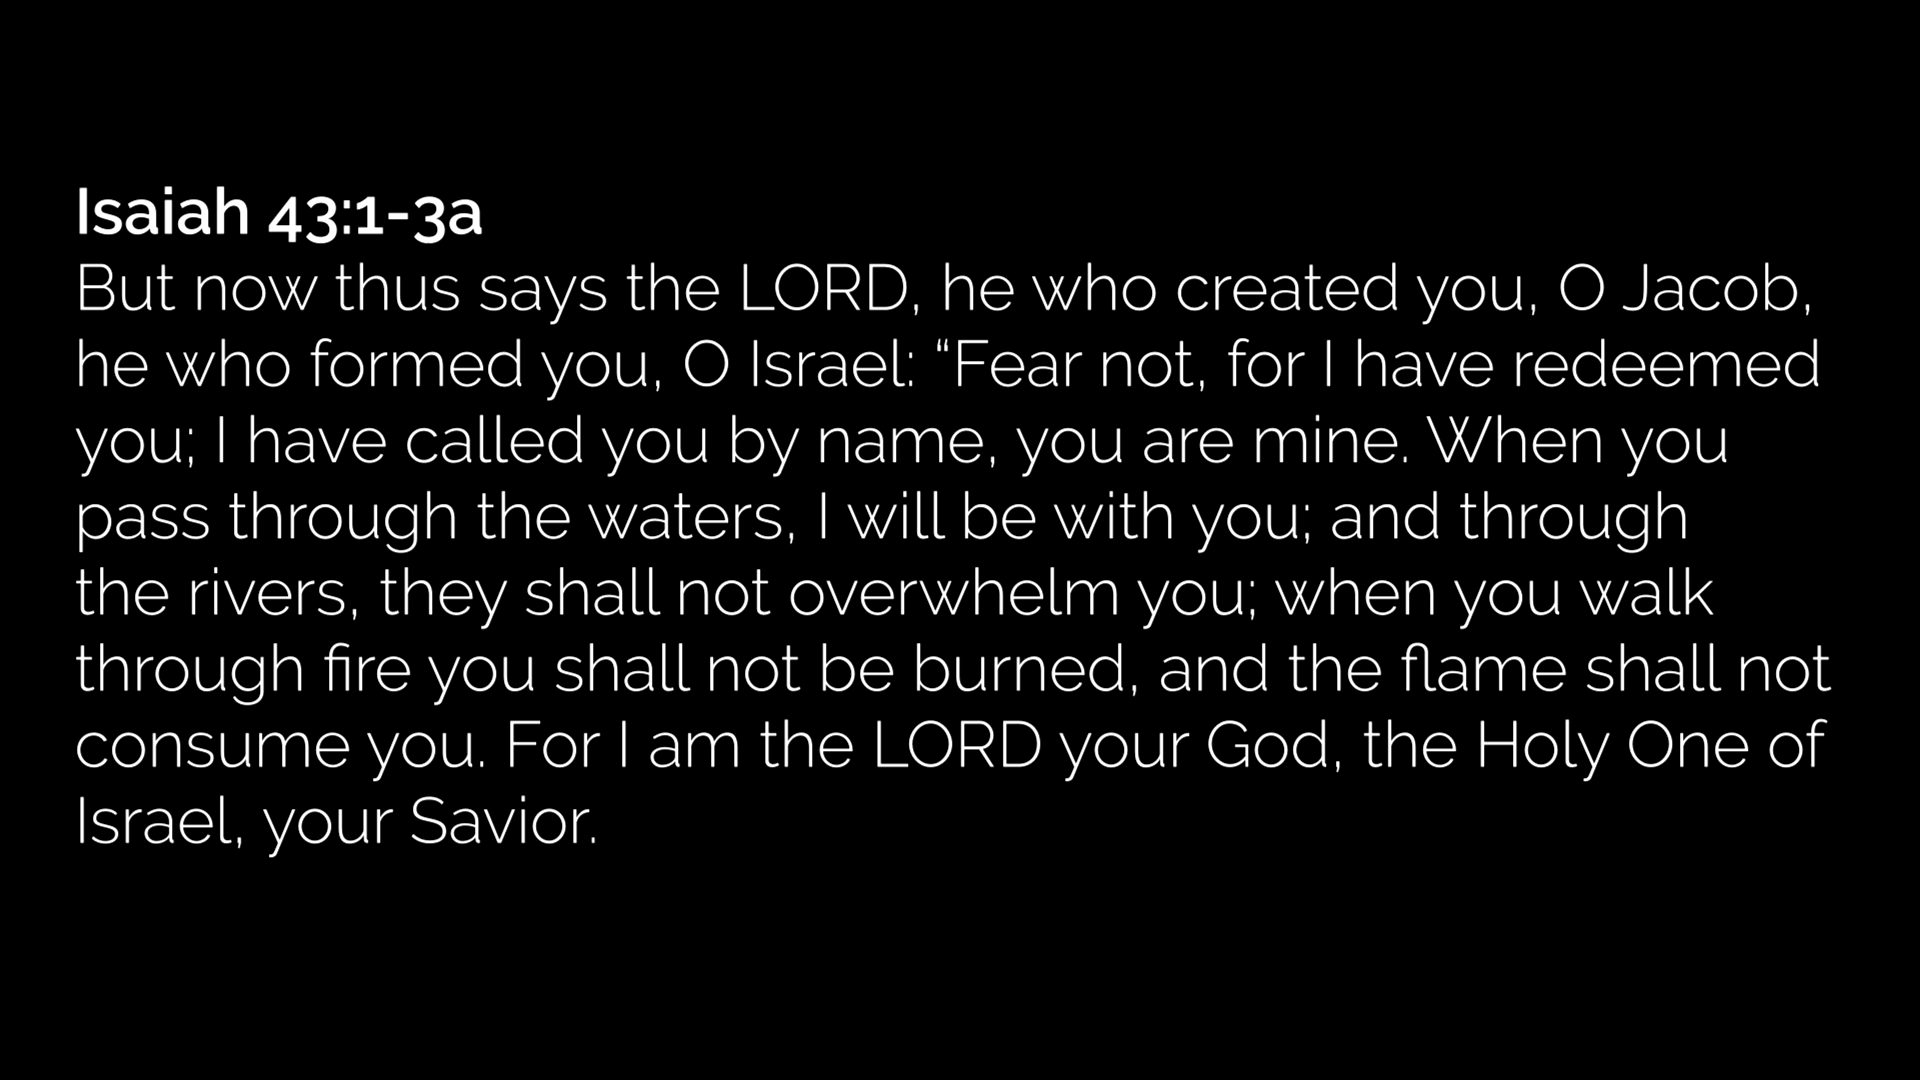 Isaiah 43:1-3a
But now thus says the LORD, he who created you, O Jacob,
he who formed you, O Israel: “Fear not, for I have redeemed
you; I have called you by name, you are mine. When you
pass through the waters, I will be with you; and through
the rivers, they shall not overwhelm you; when you walk
through fire you shall not be burned, and the flame shall not
consume you. For I am the LORD your God, the Holy One of
Israel, your Savior.